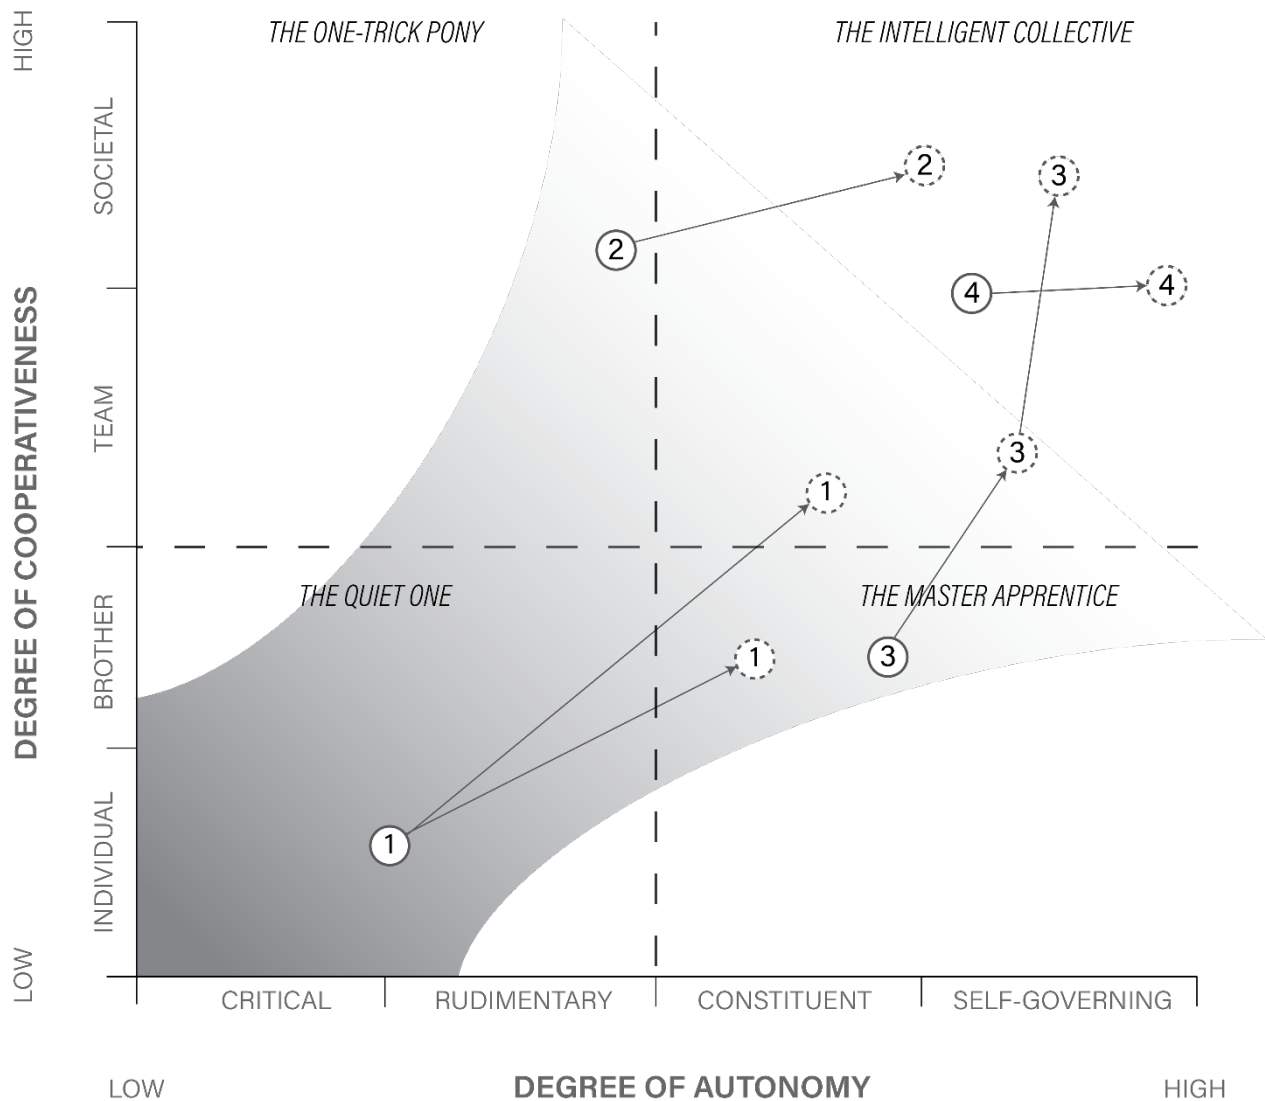 HIGH
THE ONE-TRICK PONY
THE INTELLIGENT COLLECTIVE
SOCIETAL
2
3
2
4
4
DEGREE OF COOPERATIVENESS
TEAM
3
1
THE QUIET ONE
THE MASTER APPRENTICE
BROTHER
1
3
INDIVIDUAL
1
LOW
CRITICAL
RUDIMENTARY
CONSTITUENT
SELF-GOVERNING
LOW
DEGREE OF AUTONOMY
HIGH